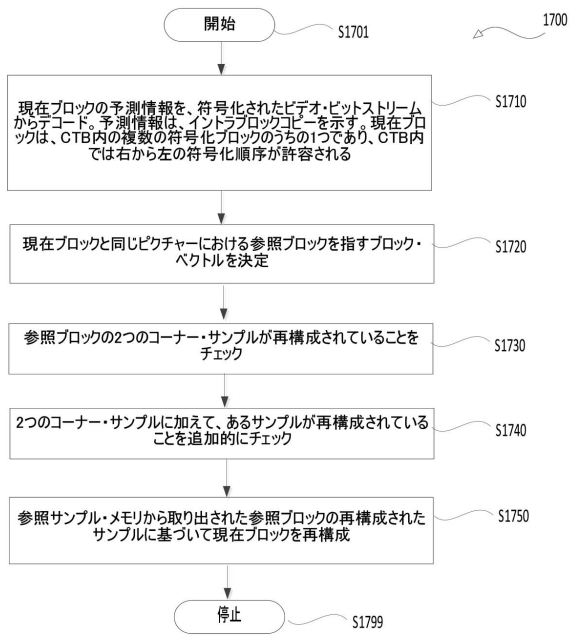 開始
S1701
1700
現在ブロックの予測情報を、符号化されたビデオ・ビットストリーム
からデコード。予測情報は、イントラブロックコピーを示す。現在ブロ
ックは、CTB内の複数の符号化ブロックのうちの1つであり、CTB内
では右から左の符号化順序が許容される
S1710
現在ブロックと同じピクチャーにおける参照ブロックを指すブロック・
ベクトルを決定
S1720
参照ブロックの2つのコーナー・サンプルが再構成されていることを
チェック
S1730
2つのコーナー・サンプルに加えて、あるサンプルが再構成されている
ことを追加的にチェック
S1740
参照サンプル・メモリから取り出された参照ブロックの再構成された
サンプルに基づいて現在ブロックを再構成
S1750
停止
S1799